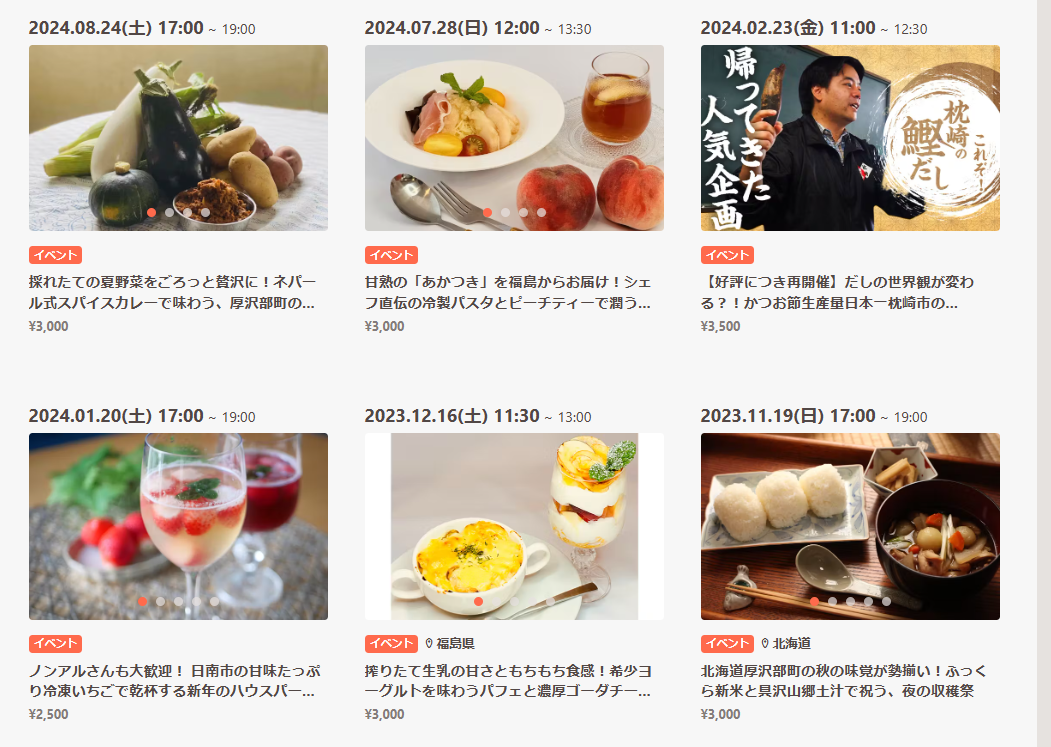 2024.08.24(土) 17:00 ~ 19:00
イベント
採れたての夏野菜をごろっと贅沢に！ネパー
ル式スパイスカレーで味わう、厚沢部町の...
¥3,000
2024.07.28(日) 12:00 ~ 13:30
イベント
甘熟の「あかつき」を福島からお届け！シェ
フ直伝の冷製パスタとピーチティーで潤う...
¥3,000
2024.02.23(金) 11:00 ~ 12:30
帰ってきた
人気企画
これぞ！
枕崎の
鰹だし
イベント
【好評につき再開催】だしの世界観が変わ
る？！かつお節生産量日本一枕崎市の...
¥3,500
2024.01.20(土) 17:00 ~ 19:00
イベント
ノンアルさんも大歓迎！ 日南市の甘味たっぷ
り冷凍いちごで乾杯する新年のハウスパー...
¥2,500
2023.12.16(土) 11:30 ~ 13:00
イベント 福島県
搾りたて生乳の甘さともちもち食感！希少ヨ
ーグルトを味わうパフェと濃厚ゴーダチー...
¥3,000
2023.11.19(日) 17:00 ~ 19:00
イベント 北海道
北海道厚沢部町の秋の味覚が勢揃い！ふっく
ら新米と具沢山郷土汁で祝う、夜の収穫祭
¥3,000